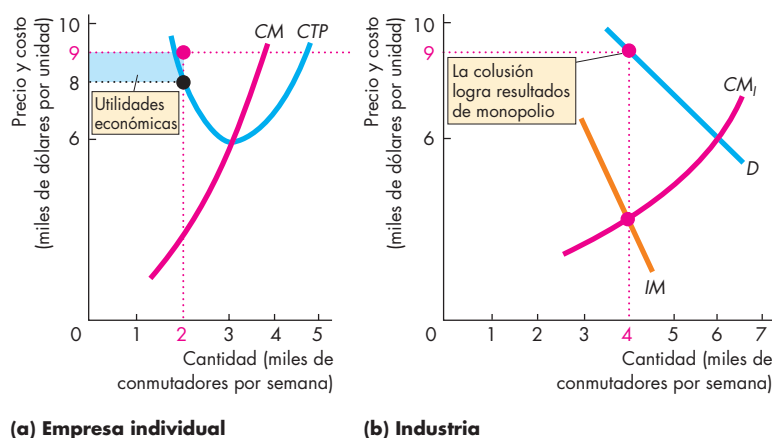 Precio y costo
(miles de dólares por unidad)
10
9
8
6
0
1
2
3
4
5
CM
CTP
Utilidades
económicas
Cantidad (miles de
conmutadores por semana)
(a) Empresa individual
Precio y costo
(miles de dólares por unidad)
10
9
6
0
1
2
3
4
5
6
7
La colusión
logra resultados
de monopolio
CMI
D
IM
Cantidad (miles de
conmutadores por semana)
(b) Industria